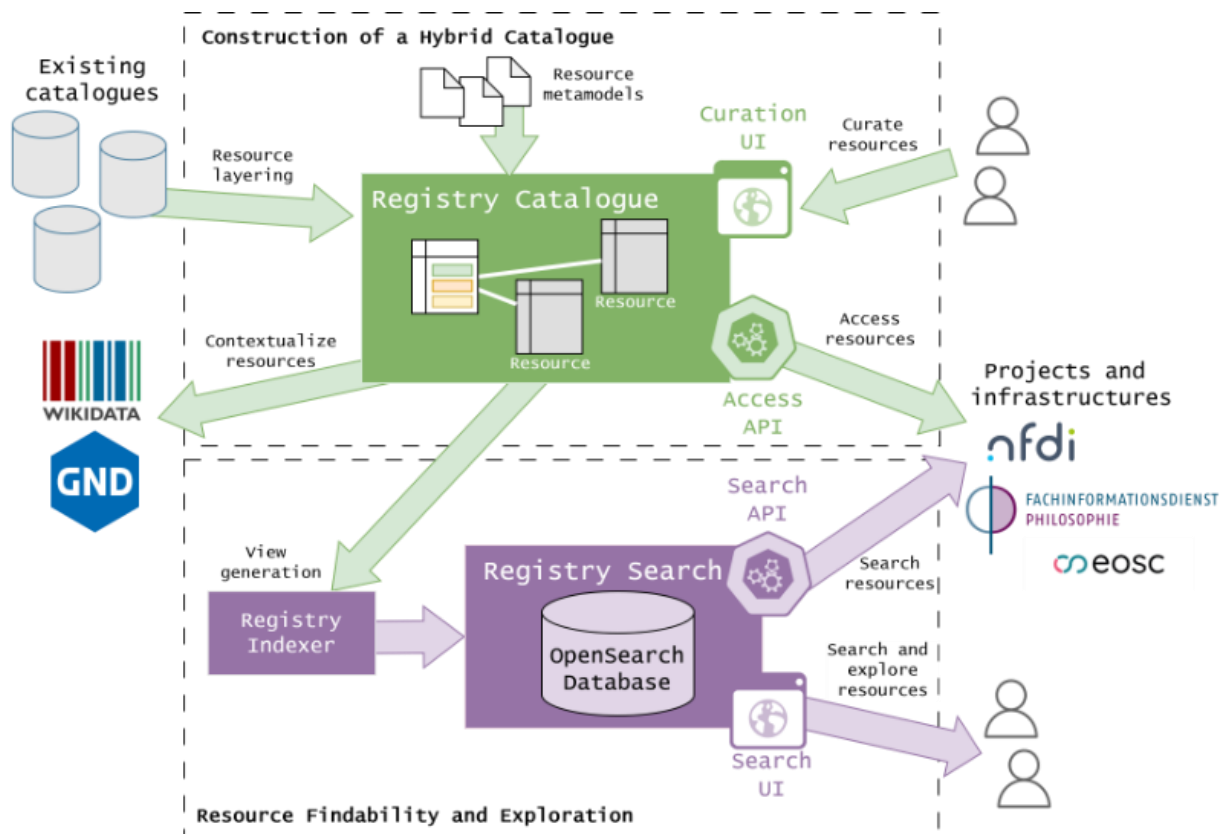 Construction of a Hybrid Catalogue
Existing
catalogues
Resource
metamodels
Curation
UI
Curate
resources
Resource
layering
Registry Catalogue
Resource
Resource
Contextualize
resources
Access
resources
Access
API
WIKIDATA
GND
Projects and
infrastructures
nfdi
FACHINFORMATIONSDIENST
PHILOSOPHIE
eosc
Search
API
View
generation
Registry Search
Search
resources
Registry
Indexer
OpenSearch
Database
Search and
explore
resources
Search
UI
Resource Findability and Exploration